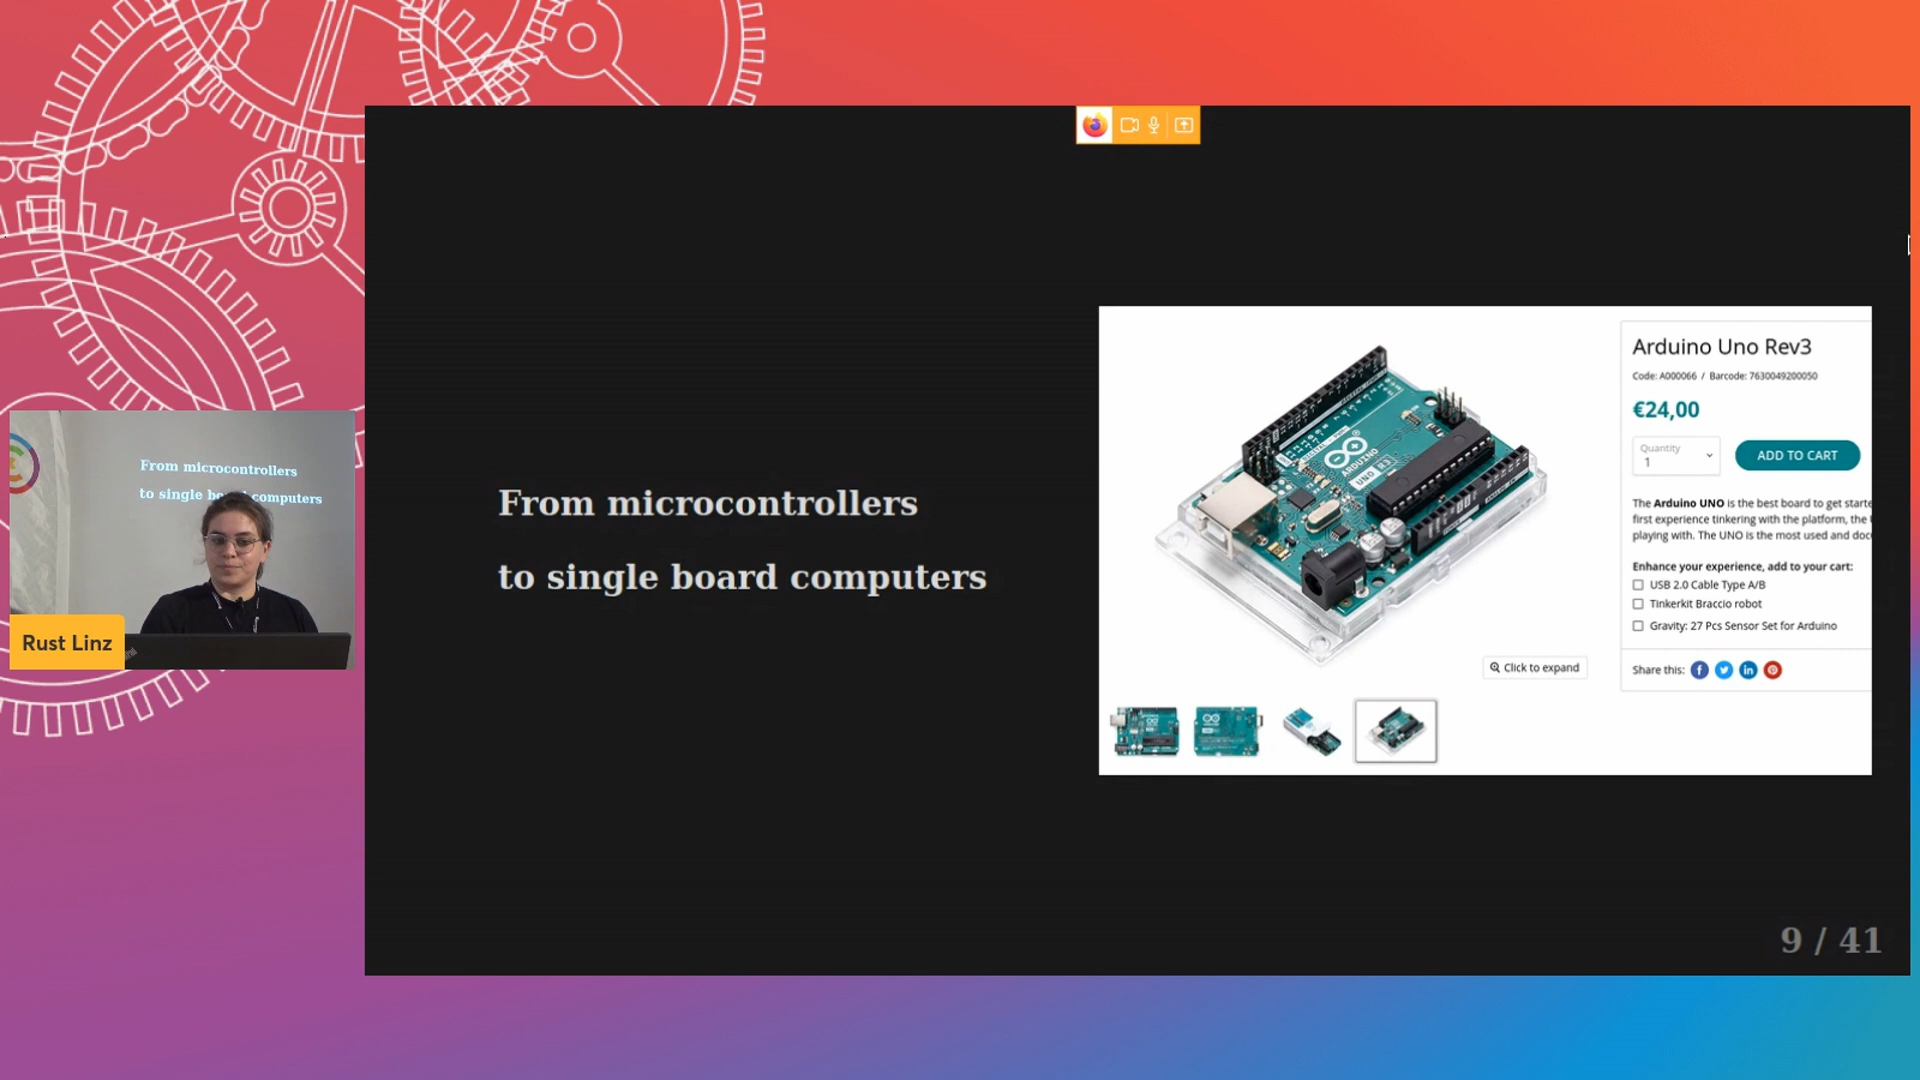 From microcontrollers
to single board computers
Rust Linz
From microcontrollers
to single board computers
ARDUINO
UNO R3
Click to expand
Arduino Uno Rev3
Code: A000066 / Barcode: 7630049200050
€24,00
Quantity
1
ADD TO CART
The Arduino UNO is the best board to get starte
first experience tinkering with the platform, the
playing with. The UNO is the most used and doc
Enhance your experience, add to your cart:
USB 2.0 Cable Type A/B
Tinkerkit Braccio robot
Gravity: 27 Pcs Sensor Set for Arduino
Share this:
9 / 41